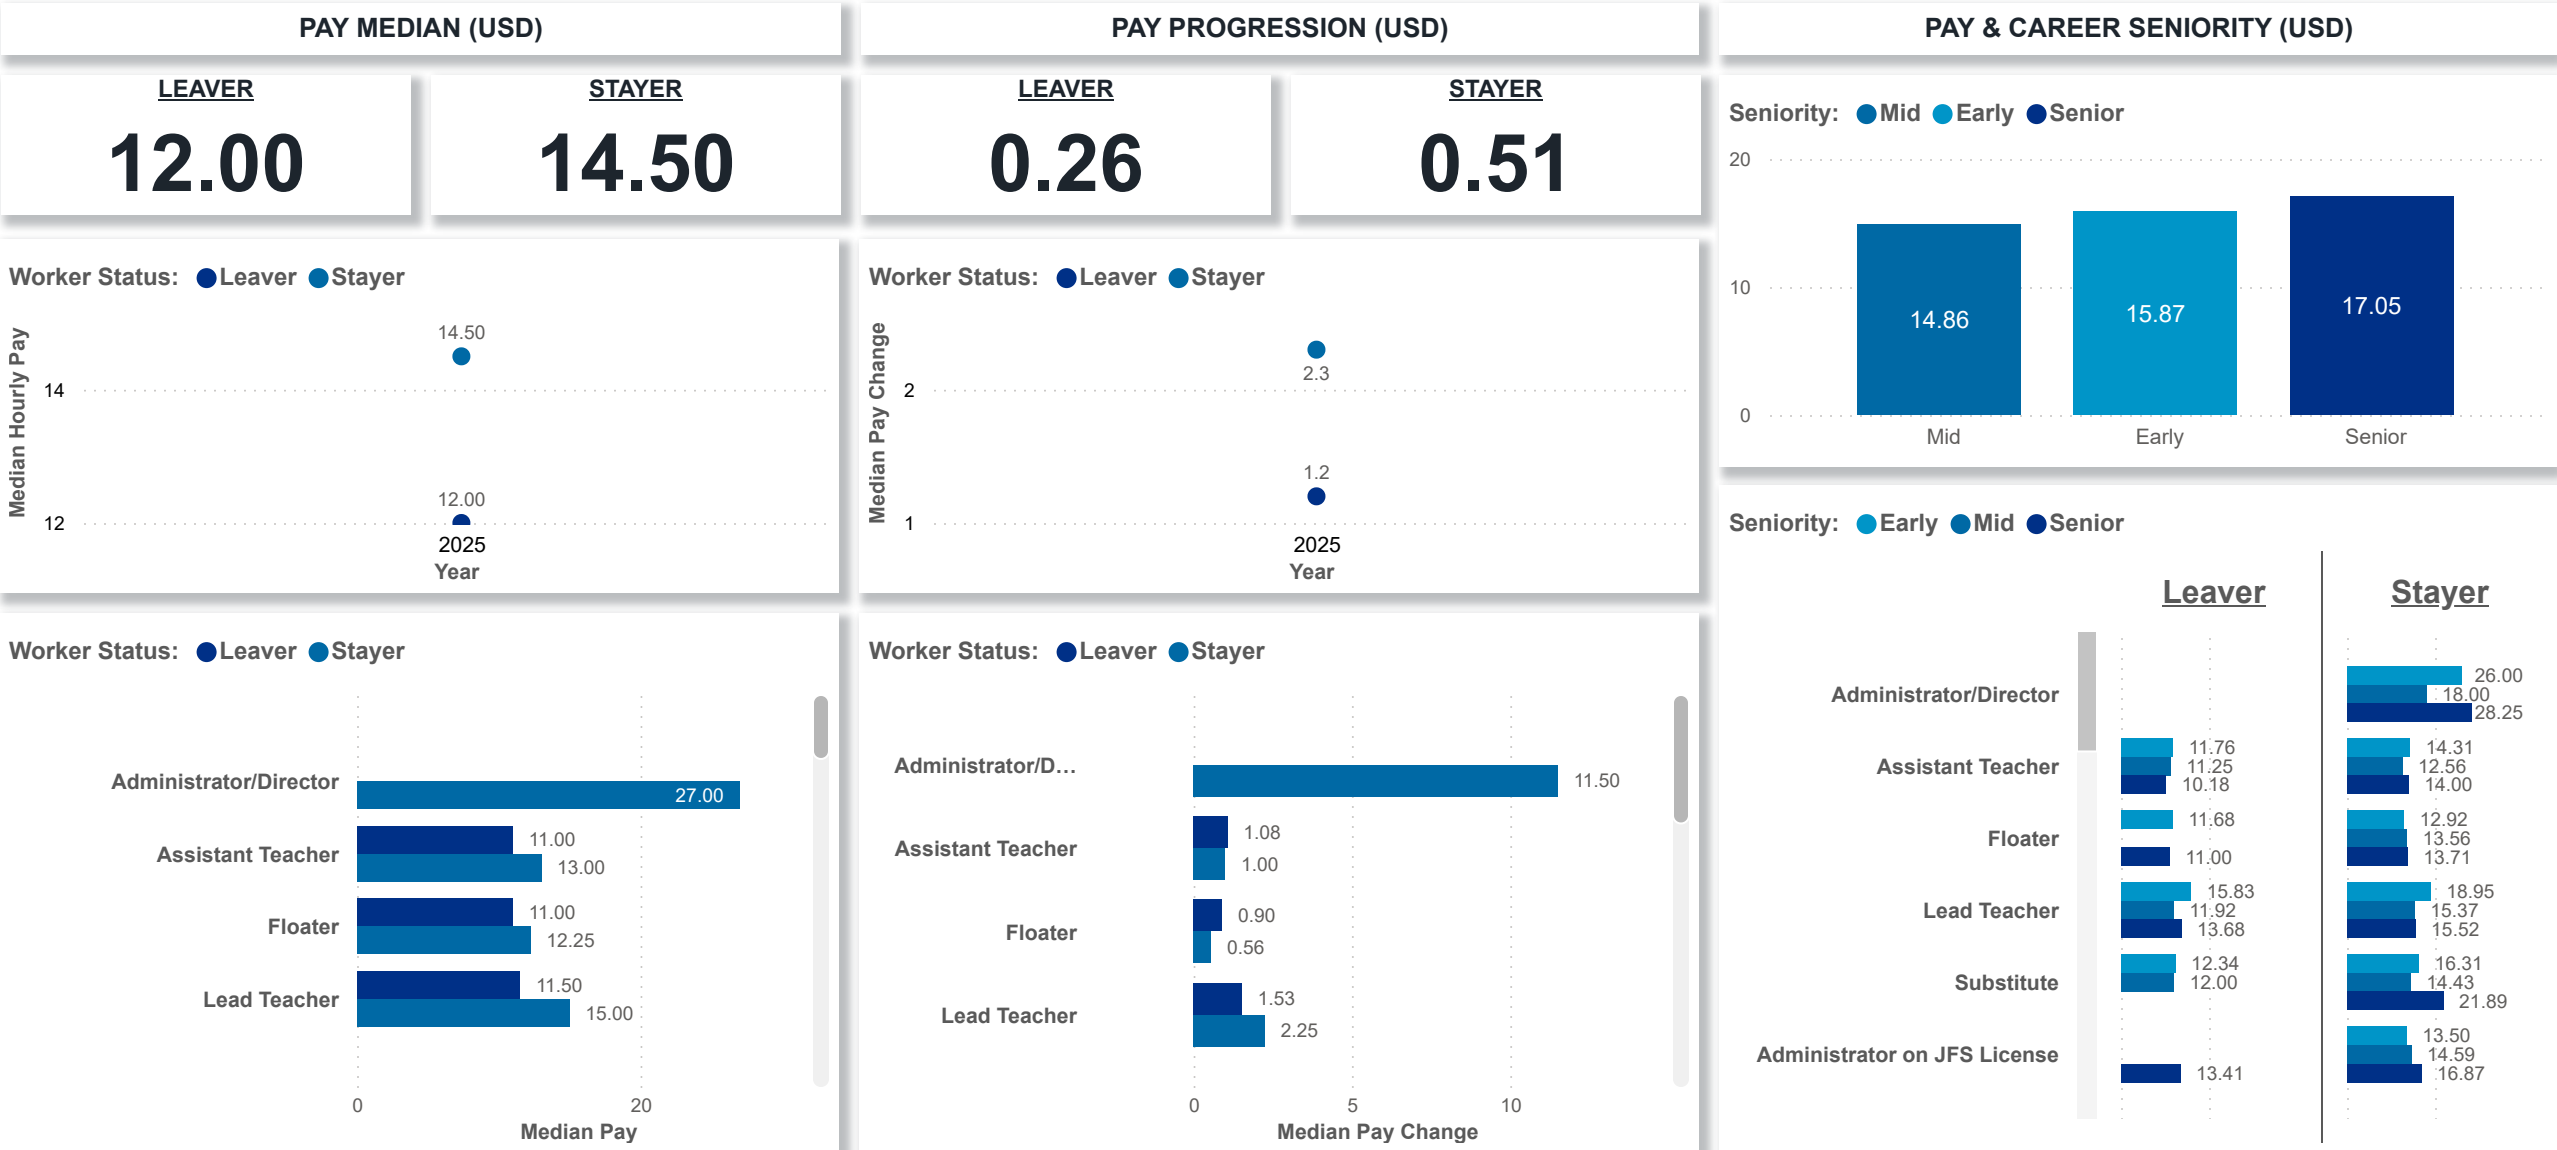 PAY MEDIAN (USD)
LEAVER
12.00
STAYER
14.50
Worker Status: Leaver Stayer
Median Hourly Pay
14.50
14
12.00
12
2025
Year
Worker Status: Leaver Stayer
Administrator/Director
27.00
Assistant Teacher
11.00
13.00
Floater
11.00
12.25
Lead Teacher
11.50
15.00
0 20
Median Pay
PAY PROGRESSION (USD)
LEAVER
0.26
STAYER
0.51
Worker Status: Leaver Stayer
Median Pay Change
2.3
2
1.2
1
2025
Year
Worker Status: Leaver Stayer
Administrator/D...
11.50
Assistant Teacher
1.08
1.00
Floater
0.90
0.56
Lead Teacher
1.53
2.25
0 5 10
Median Pay Change
PAY & CAREER SENIORITY (USD)
Seniority: Mid Early Senior
20
10
0
14.86 15.87 17.05
Mid Early Senior
Seniority: Early Mid Senior
Leaver Stayer
Administrator/Director
26.00
18.00
28.25
Assistant Teacher
11.76 14.31
11.25 12.56
10.18 14.00
Floater
11.68 12.92
13.56
11.00 13.71
Lead Teacher
15.83 18.95
11.92 15.37
13.68 15.52
Substitute
12.34 16.31
12.00 14.43
21.89
Administrator on JFS License
13.50
14.59
13.41 16.87